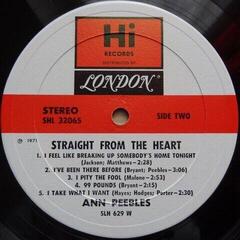 Hi
RECORDS
DISTRIBUTED BY
LONDON
STEREO
SHL 32065
SIDE TWO
℗ 1971
STRAIGHT FROM THE HEART
1. I FEEL LIKE BREAKING UP SOMEBODY'S HOME TONIGHT
(Jackson; Matthews—2:35)
2. I'VE BEEN THERE BEFORE (Bryant; Peebles—3:06)
3. I PITY THE FOOL (Malone—2:53)
4. 99 POUNDS (Bryant—2:16)
5. I TAKE WHAT I WANT (Hayes; Hodges; Porter—2:30)
ANN PEEBLES
SLH 629 W